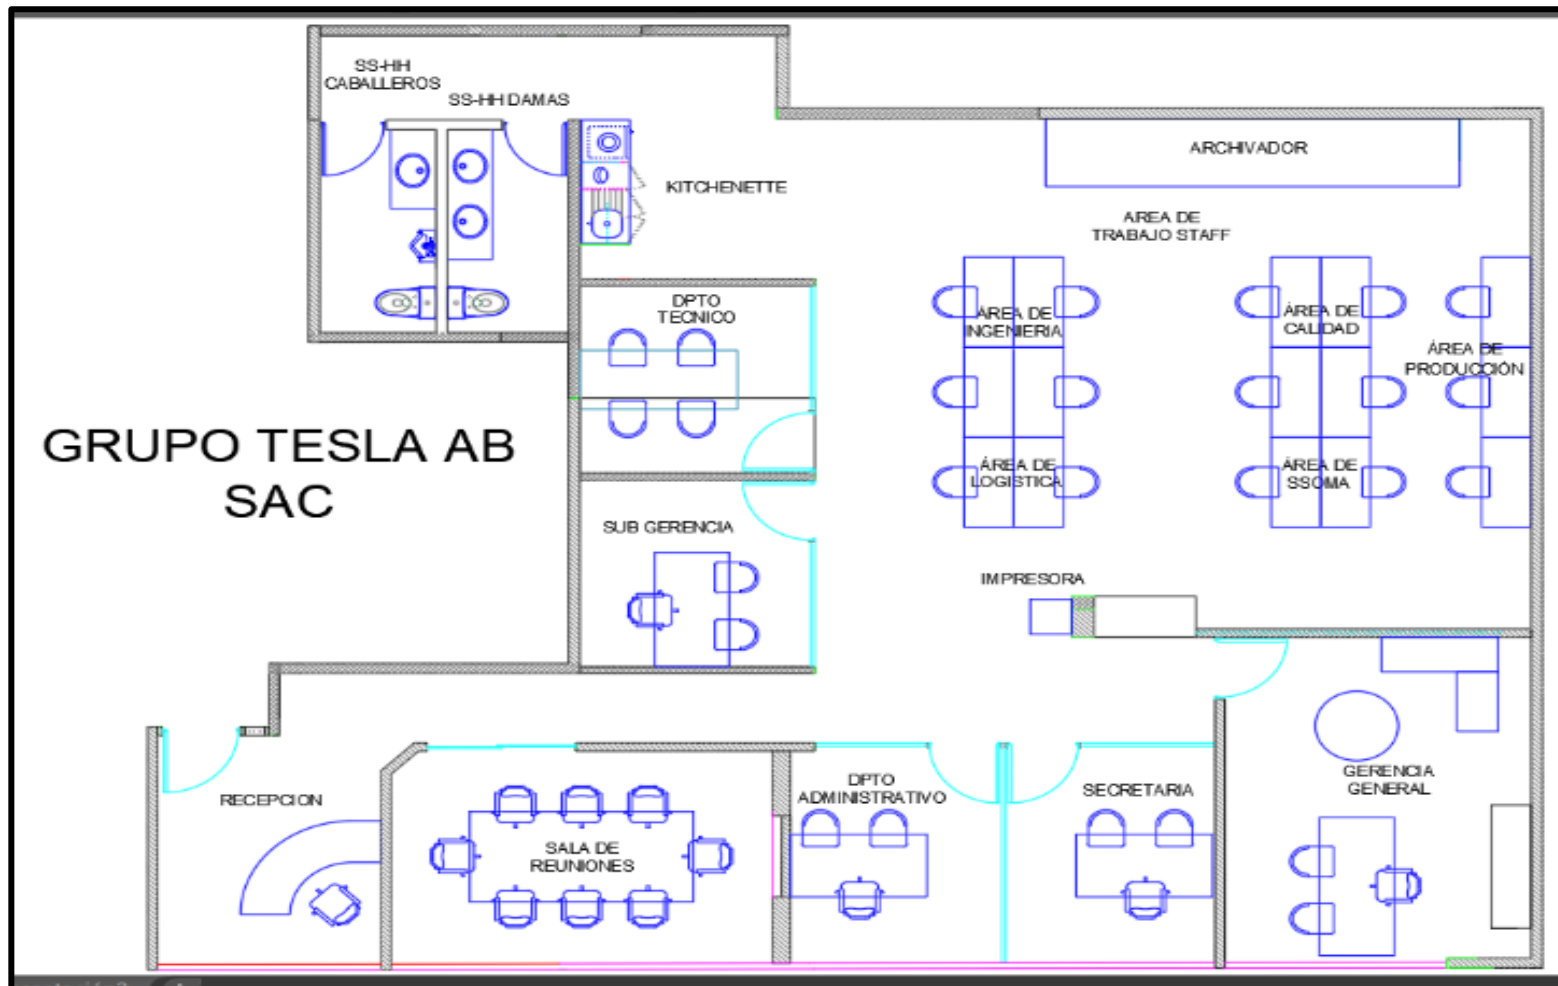 SS-HH
CABALLEROS
SS-HH DAMAS
KITCHENETTE
ARCHIVADOR
AREA DE
TRABAJO STAFF
DPTO
TECNICO
ÁREA DE
INGENIERIA
ÁREA DE
CALIDAD
ÁREA DE
PRODUCCIÓN
GRUPO TESLA AB
SAC
ÁREA DE
LOGISTICA
ÁREA DE
SSOMA
SUB GERENCIA
IMPRESORA
RECEPCION
SALA DE
REUNIONES
DPTO
ADMINISTRATIVO
SECRETARIA
GERENCIA
GENERAL